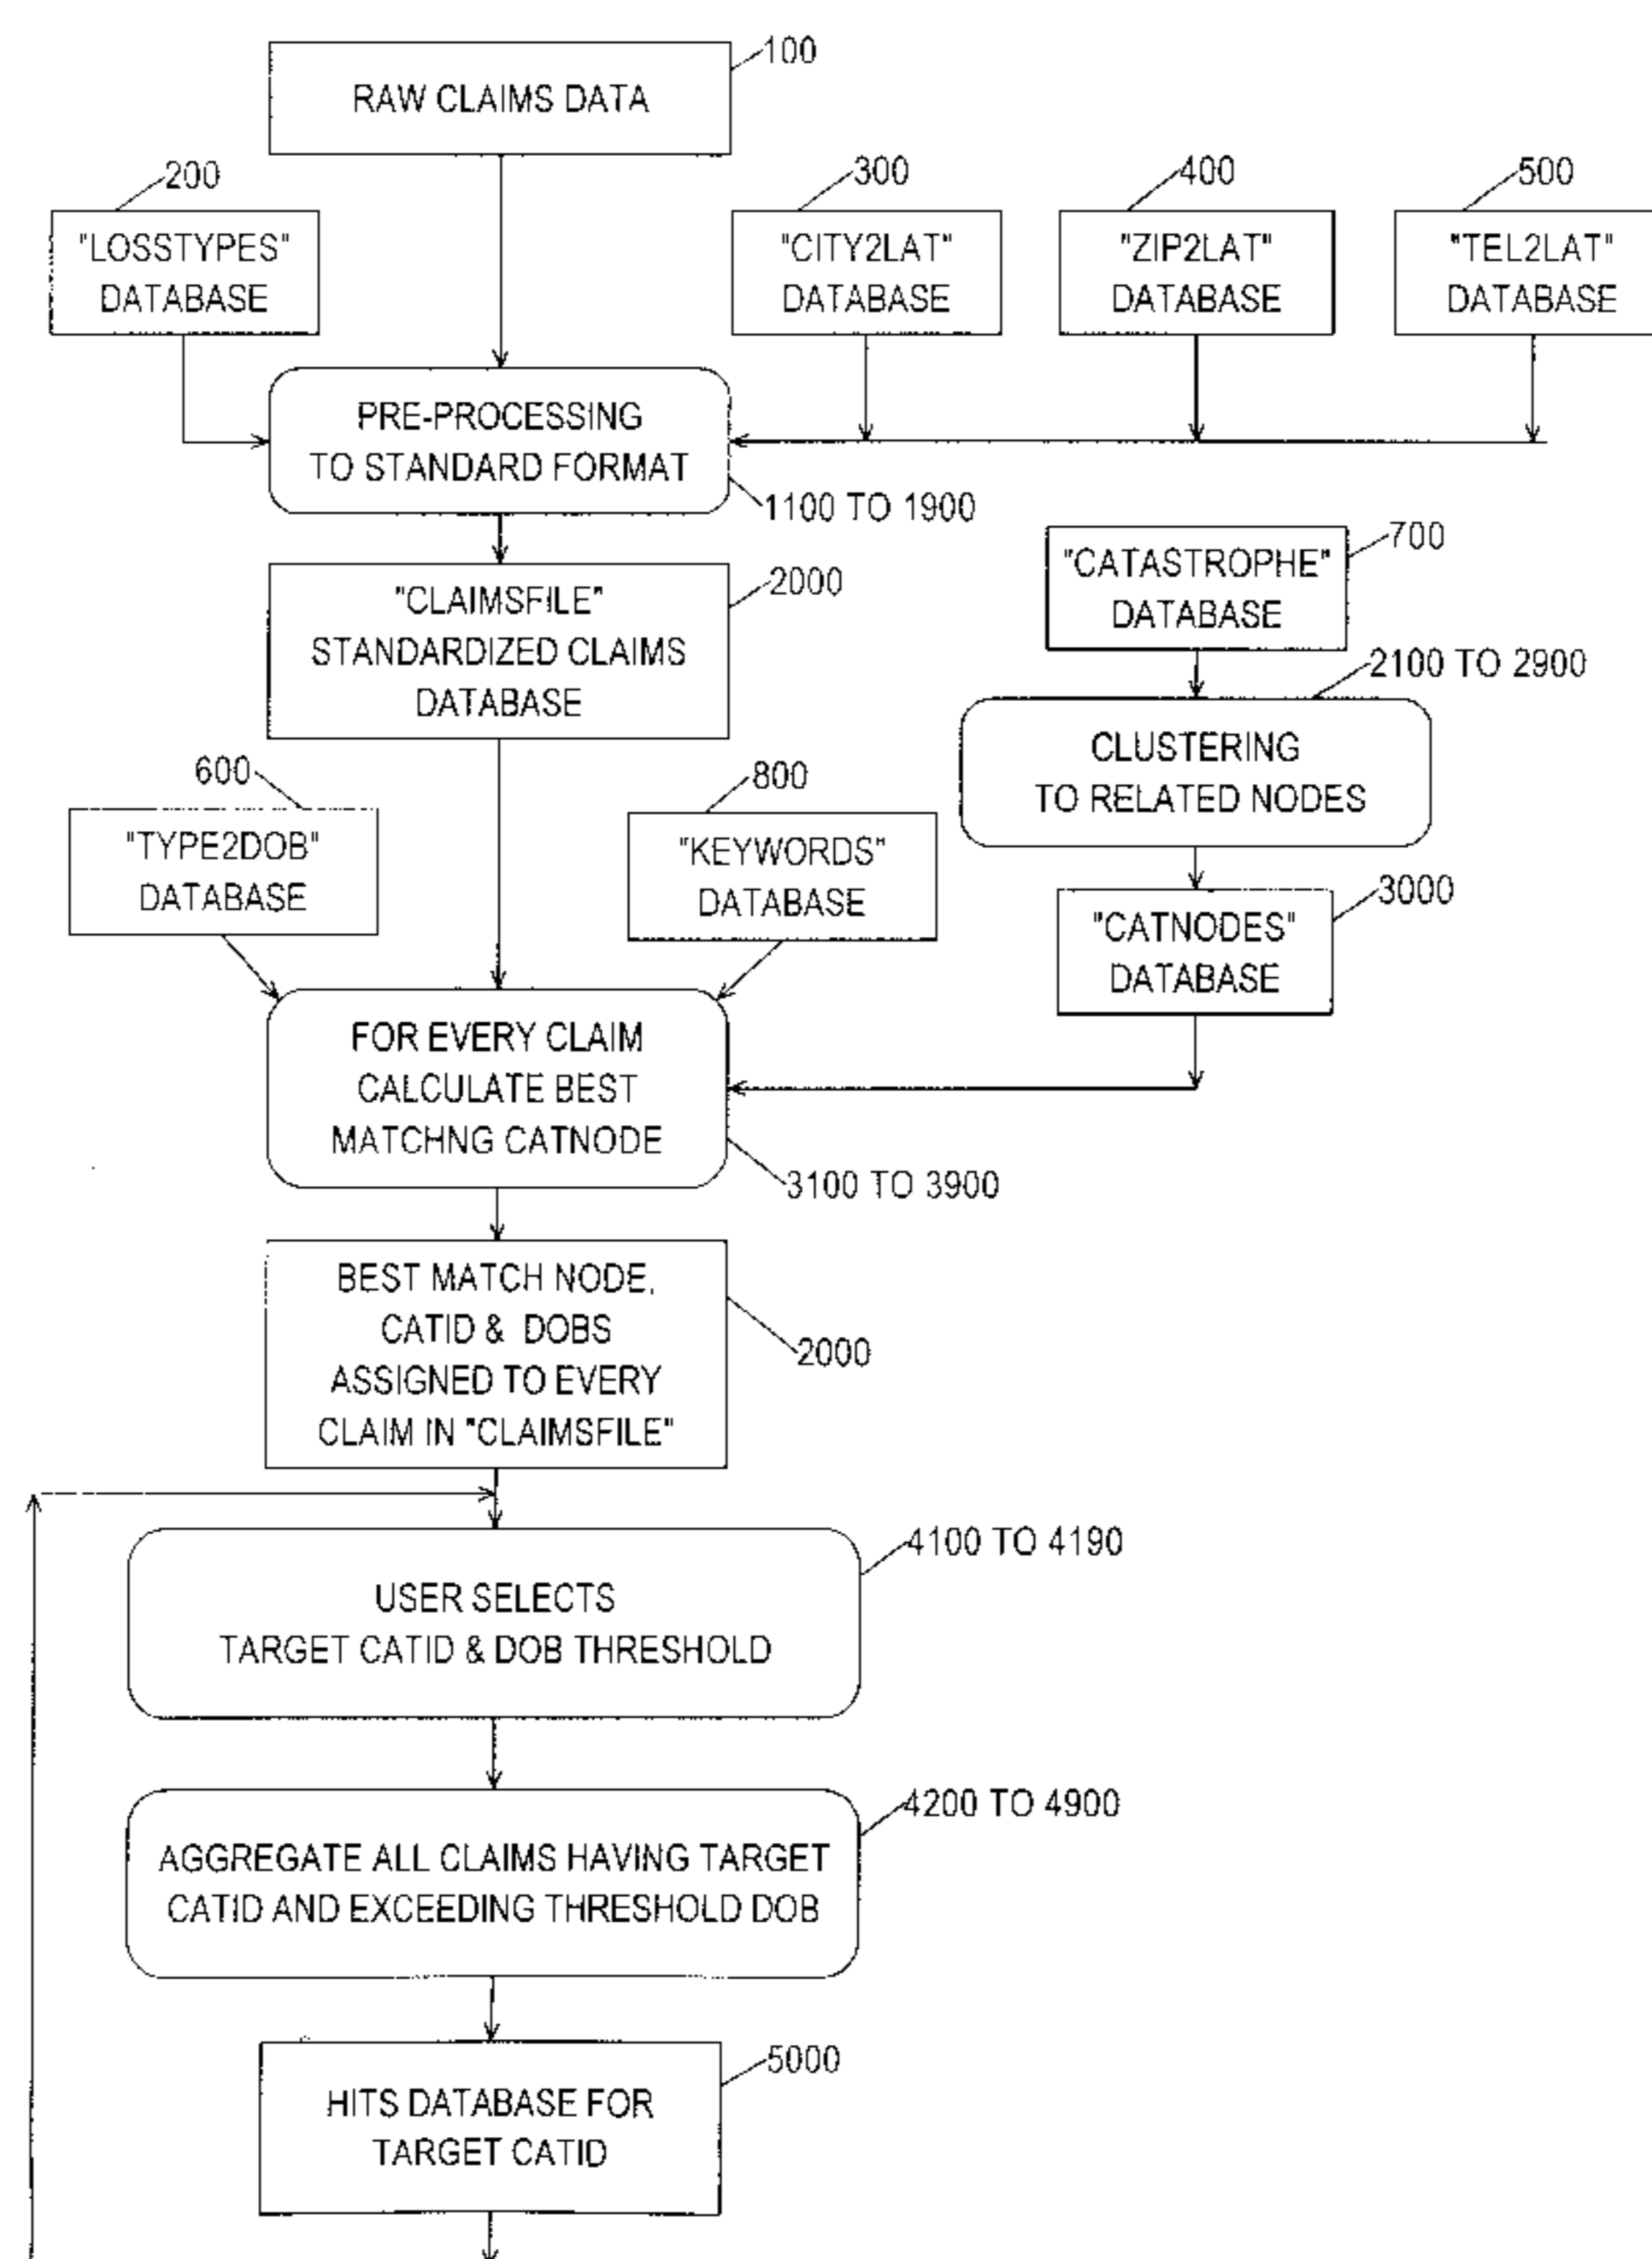 100
RAW CLAIMS DATA
200
300
400
500
"LOSSTYPES"
DATABASE
"CITY2LAT"
DATABASE
"ZIP2LAT"
DATABASE
"TEL2LAT"
DATABASE
PRE-PROCESSING
TO STANDARD FORMAT
1100 TO 1900
700
"CATASTROPHE"
DATABASE
2000
"CLAIMSFILE"
STANDARDIZED CLAIMS
DATABASE
2100 TO 2900
CLUSTERING
TO RELATED NODES
600
800
"TYPE2DOB"
DATABASE
"KEYWORDS"
DATABASE
3000
"CATNODES"
DATABASE
FOR EVERY CLAIM
CALCULATE BEST
MATCHNG CATNODE
3100 TO 3900
BEST MATCH NODE,
CATID & DOBS
ASSIGNED TO EVERY
CLAIM IN "CLAIMSFILE"
2000
4100 TO 4190
USER SELECTS
TARGET CATID & DOB THRESHOLD
4200 TO 4900
AGGREGATE ALL CLAIMS HAVING TARGET
CATID AND EXCEEDING THRESHOLD DOB
5000
HITS DATABASE FOR
TARGET CATID